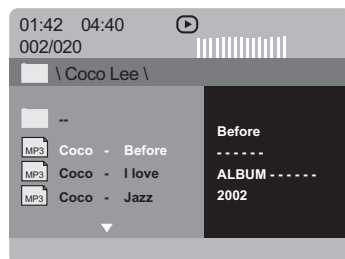 01:42 04:40
002/020
\ Coco Lee \
--
MP3 Coco - Before
MP3 Coco - I love
MP3 Coco - Jazz
Before
- - - - - -
ALBUM - - - - - -
2002